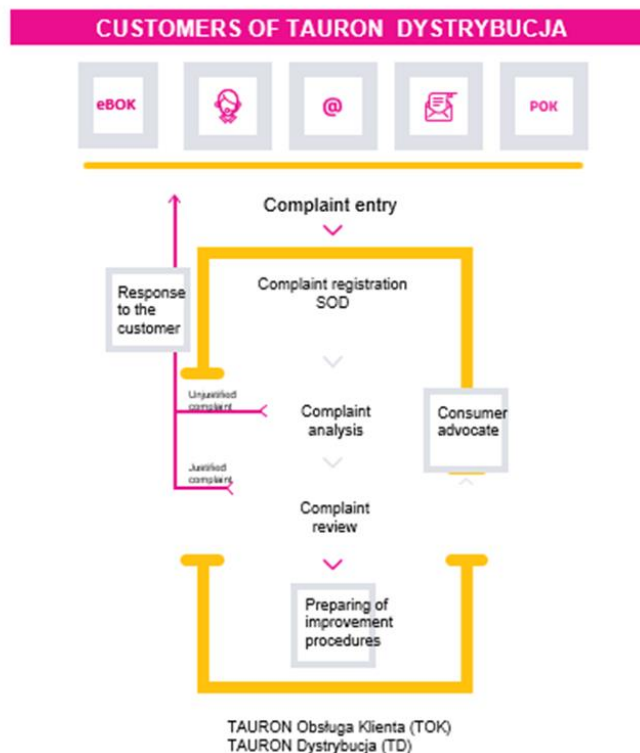 CUSTOMERS OF TAURON DYSTRYBUCJA
eBOK
@
POK
Complaint entry
Complaint registration
SOD
Response
to the
customer
Unjustified
complaint
Complaint
analysis
Consumer
advocate
Justified
complaint
Complaint
review
Preparing of
improvement
procedures
TAURON Obsługa Klienta (TOK)
TAURON Dystrybucja (TD)